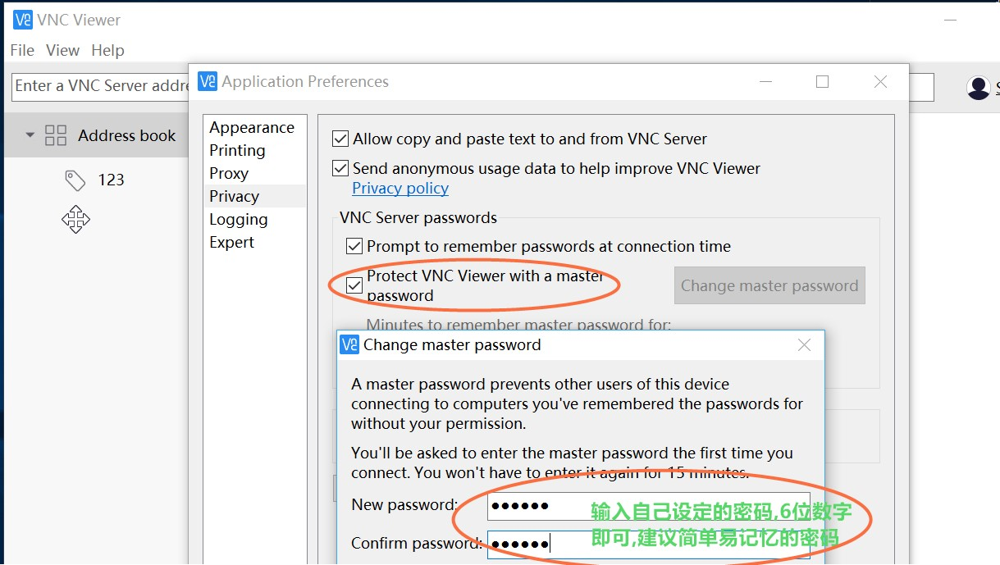 VNC Viewer
File View Help
Enter a VNC Server addre
Address book
123
Application Preferences
Appearance
Printing
Proxy
Privacy
Logging
Expert
Allow copy and paste text to and from VNC Server
Send anonymous usage data to help improve VNC Viewer
Privacy policy
VNC Server passwords
Prompt to remember passwords at connection time
Protect VNC Viewer with a master
password
Change master password
Minutes to remember master password for:
Change master password
A master password prevents other users of this device
connecting to computers you've remembered the passwords for
without your permission.
You'll be asked to enter the master password the first time you
connect. You won't have to enter it again for 15 minutes.
New password: ●●●●●●
输入自己设定的密码,6位数字
即可,建议简单易记忆的密码
Confirm password: ●●●●●●